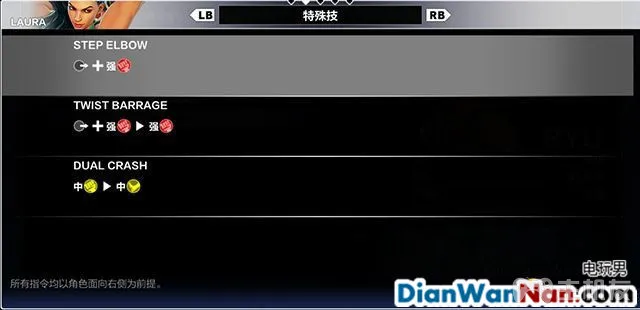 LAURA
LB 特殊技 RB
STEP ELBOW
+ 强
TWIST BARRAGE
+ 强 ▶ 强
DUAL CRASH
中 ▶ 中
所有指令均以角色面向右侧为前提。
电玩男
DianWanNan.com